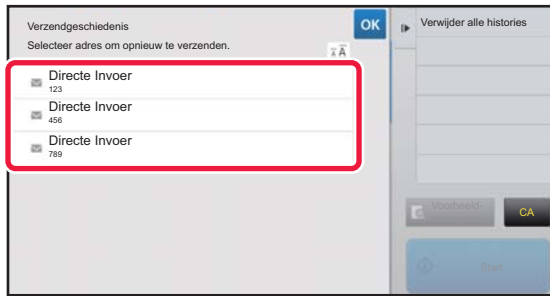 Verzendgeschiedenis
OK
Verwijder alle histories
Selecteer adres om opnieuw te verzenden.
A A
Directe Invoer
123
Directe Invoer
456
Directe Invoer
789
Voorbeeld-
CA
Start